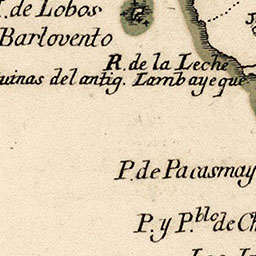 de Lobos
Barlovento
R. de la Leche
uinas del antig. Lambayeque
P. de Pacasmay
P. y P.blo de Ch